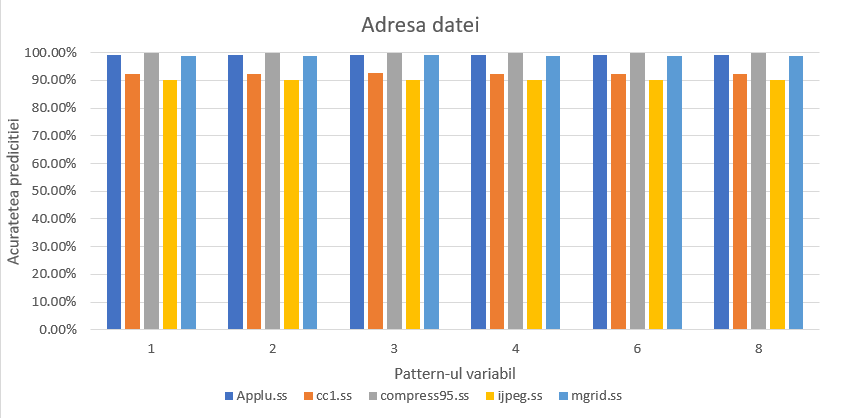 Adresa datei
100.00%
90.00%
80.00%
70.00%
60.00%
50.00%
40.00%
30.00%
20.00%
10.00%
0.00%
Acuratetea predicitiei
1 2 3 4 6 8
Pattern-ul variabil
Applu.ss cc1.ss compress95.ss ijpeg.ss mgrid.ss